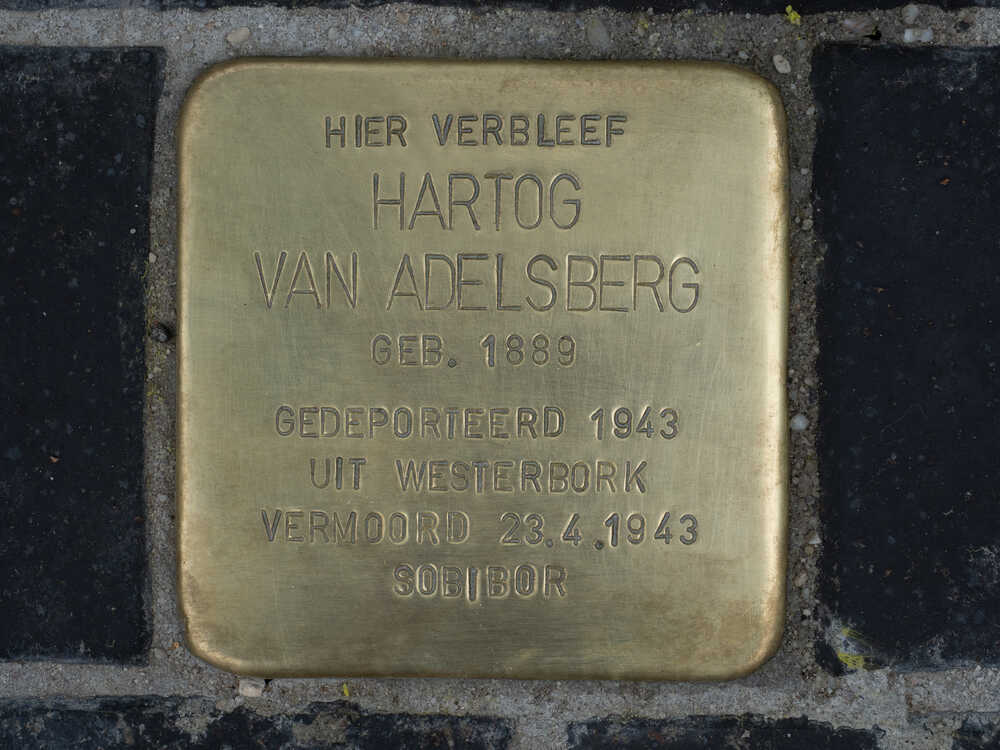 HIER VERBLEEF
HARTOG
VAN ADELSBERG
GEB. 1889
GEDEPORTEERD 1943
UIT WESTERBORK
VERMOORD 23.4.1943
SOBIBOR